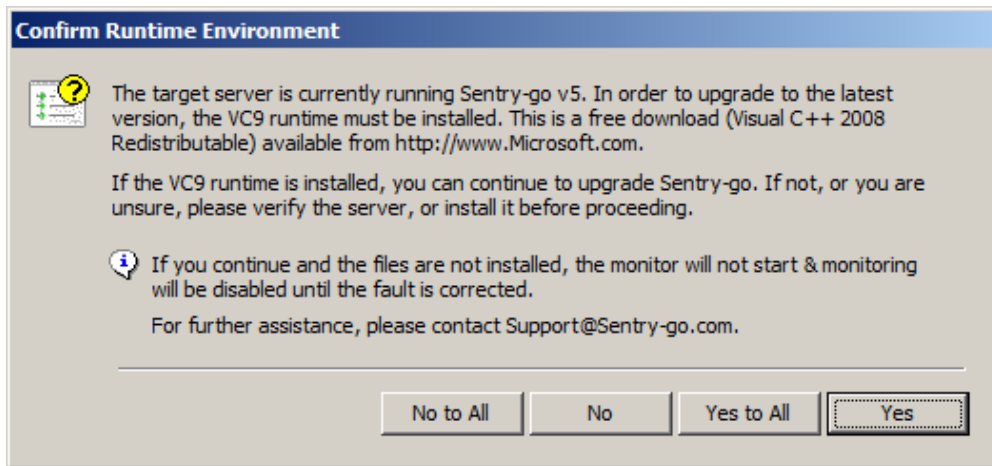 Confirm Runtime Environment
The target server is currently running Sentry-go v5. In order to upgrade to the latest
version, the VC9 runtime must be installed. This is a free download (Visual C++ 2008
Redistributable) available from http://www.Microsoft.com.
If the VC9 runtime is installed, you can continue to upgrade Sentry-go. If not, or you are
unsure, please verify the server, or install it before proceeding.
If you continue and the files are not installed, the monitor will not start & monitoring
will be disabled until the fault is corrected.
For further assistance, please contact Support@Sentry-go.com.
No to All No Yes to All Yes